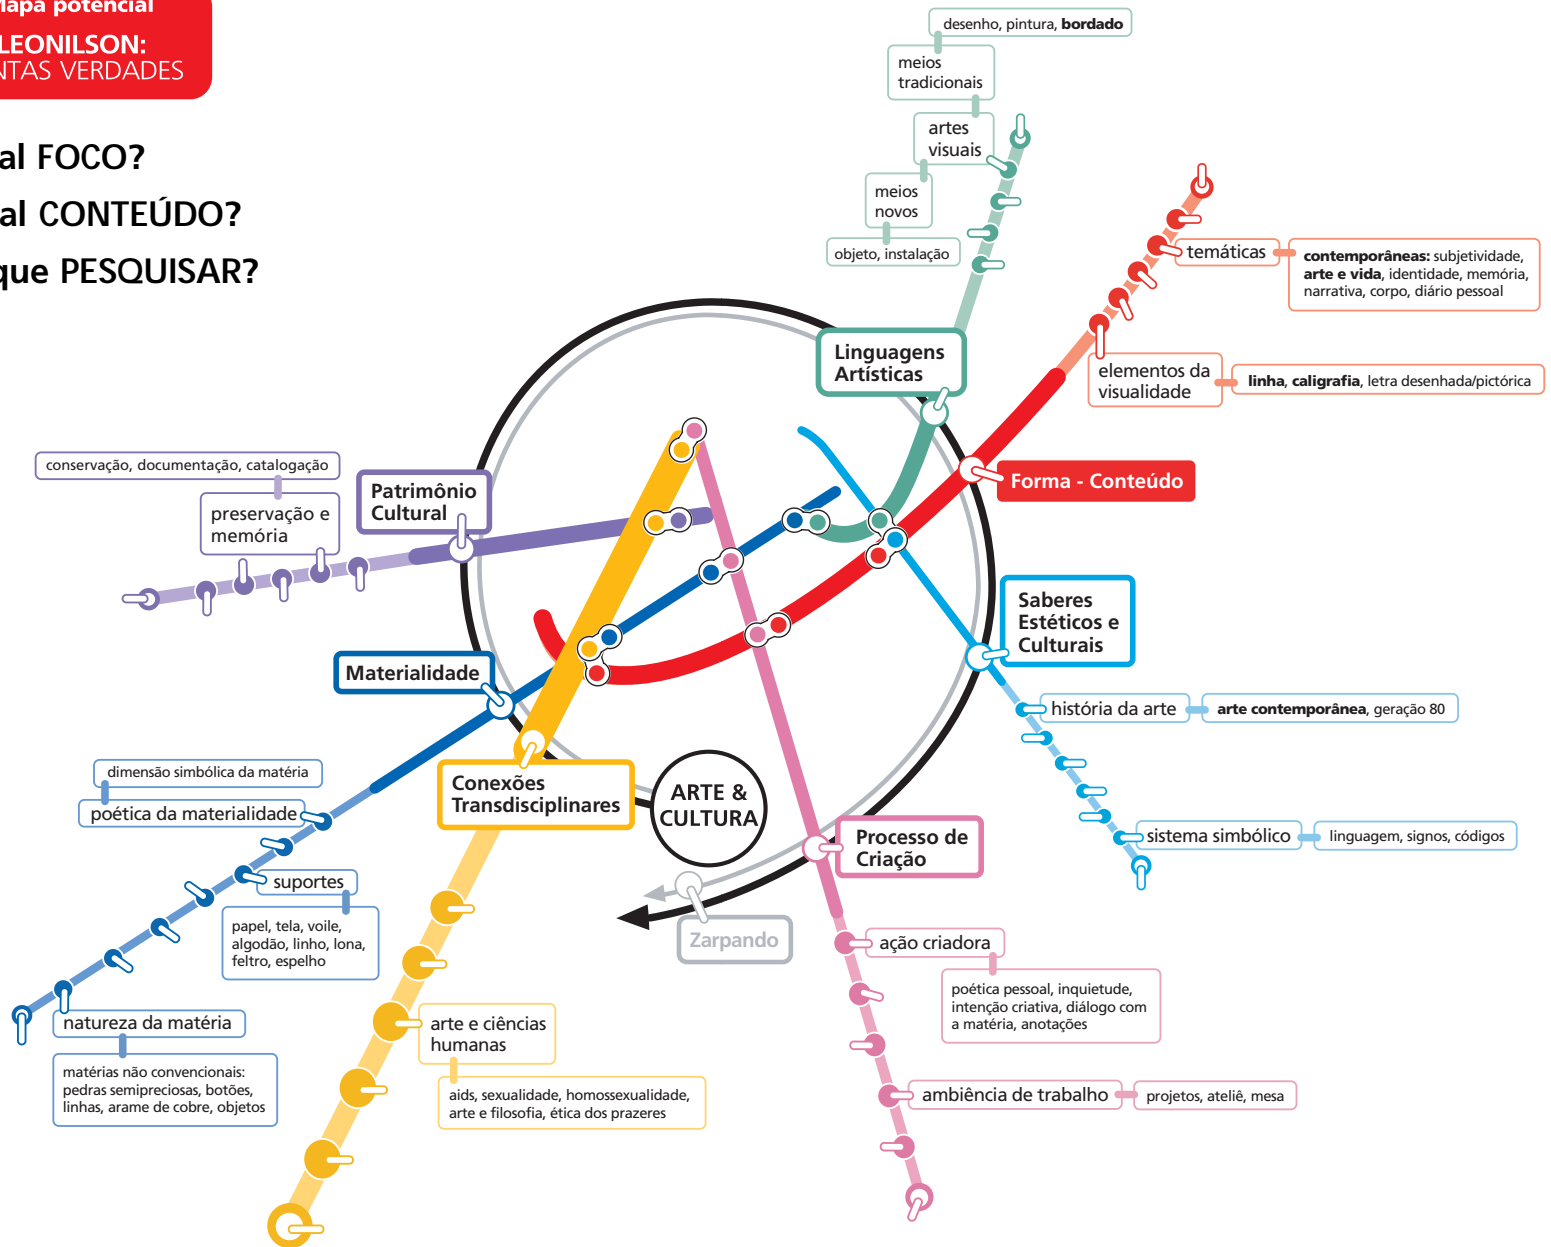 Mapa potencial
LEONILSON:
NTAS VERDADES
al FOCO?
al CONTEÚDO?
que PESQUISAR?
desenho, pintura, bordado
meios
tradicionais
artes
visuais
meios
novos
objeto, instalação
Linguagens
Artísticas
temáticas
contemporâneas: subjetividade,
arte e vida, identidade, memória,
narrativa, corpo, diário pessoal
elementos da
visualidade
linha, caligrafia, letra desenhada/pictórica
Forma - Conteúdo
conservação, documentação, catalogação
preservação e
memória
Patrimônio
Cultural
Saberes
Estéticos e
Culturais
história da arte
arte contemporânea, geração 80
sistema simbólico
linguagem, signos, códigos
Materialidade
dimensão simbólica da matéria
poética da materialidade
suportes
papel, tela, voile,
algodão, linho, lona,
feltro, espelho
natureza da matéria
matérias não convencionais:
pedras semipreciosas, botões,
linhas, arame de cobre, objetos
Conexões
Transdisciplinares
arte e ciências
humanas
aids, sexualidade, homossexualidade,
arte e filosofia, ética dos prazeres
ARTE &
CULTURA
Zarpando
Processo de
Criação
ação criadora
poética pessoal, inquietude,
intenção criativa, diálogo com
a matéria, anotações
ambiência de trabalho
projetos, ateliê, mesa